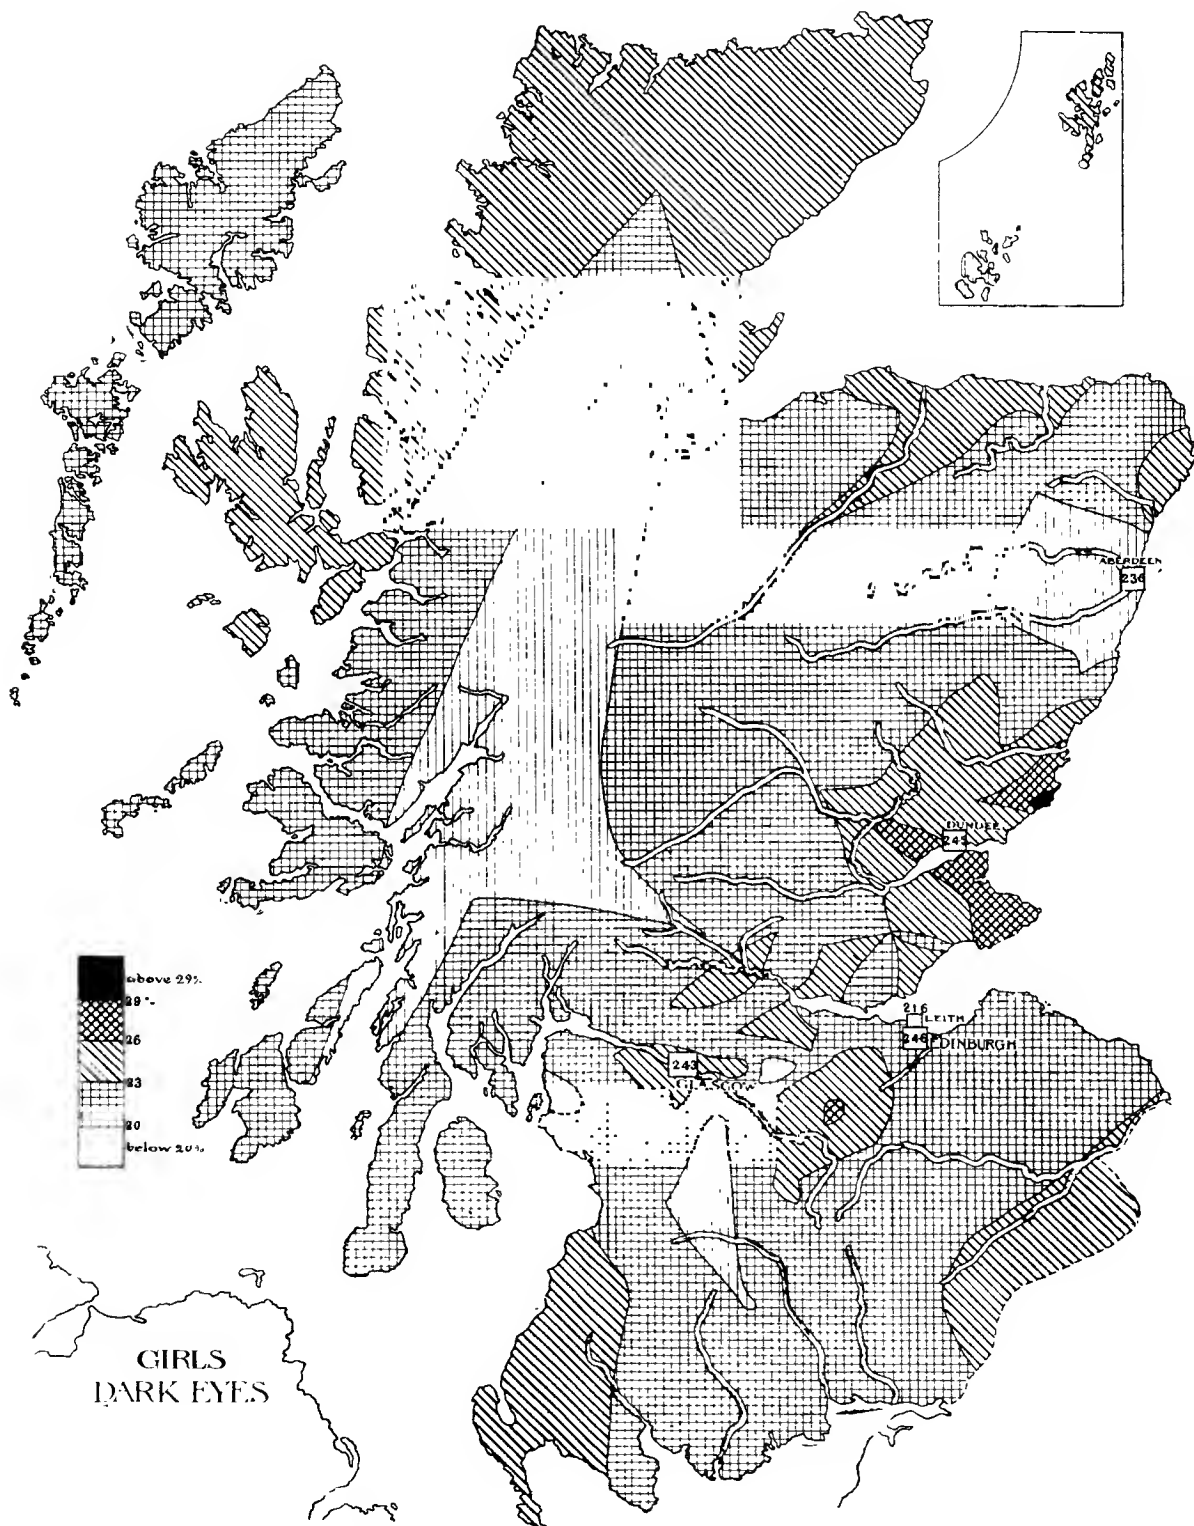 ABERDEEN
236
DUNDEE
245
above 29%
29%
26
23
20
below 20%
216
LEITH
246
EDINBURGH
243
GLASGOW
GIRLS
DARK EYES